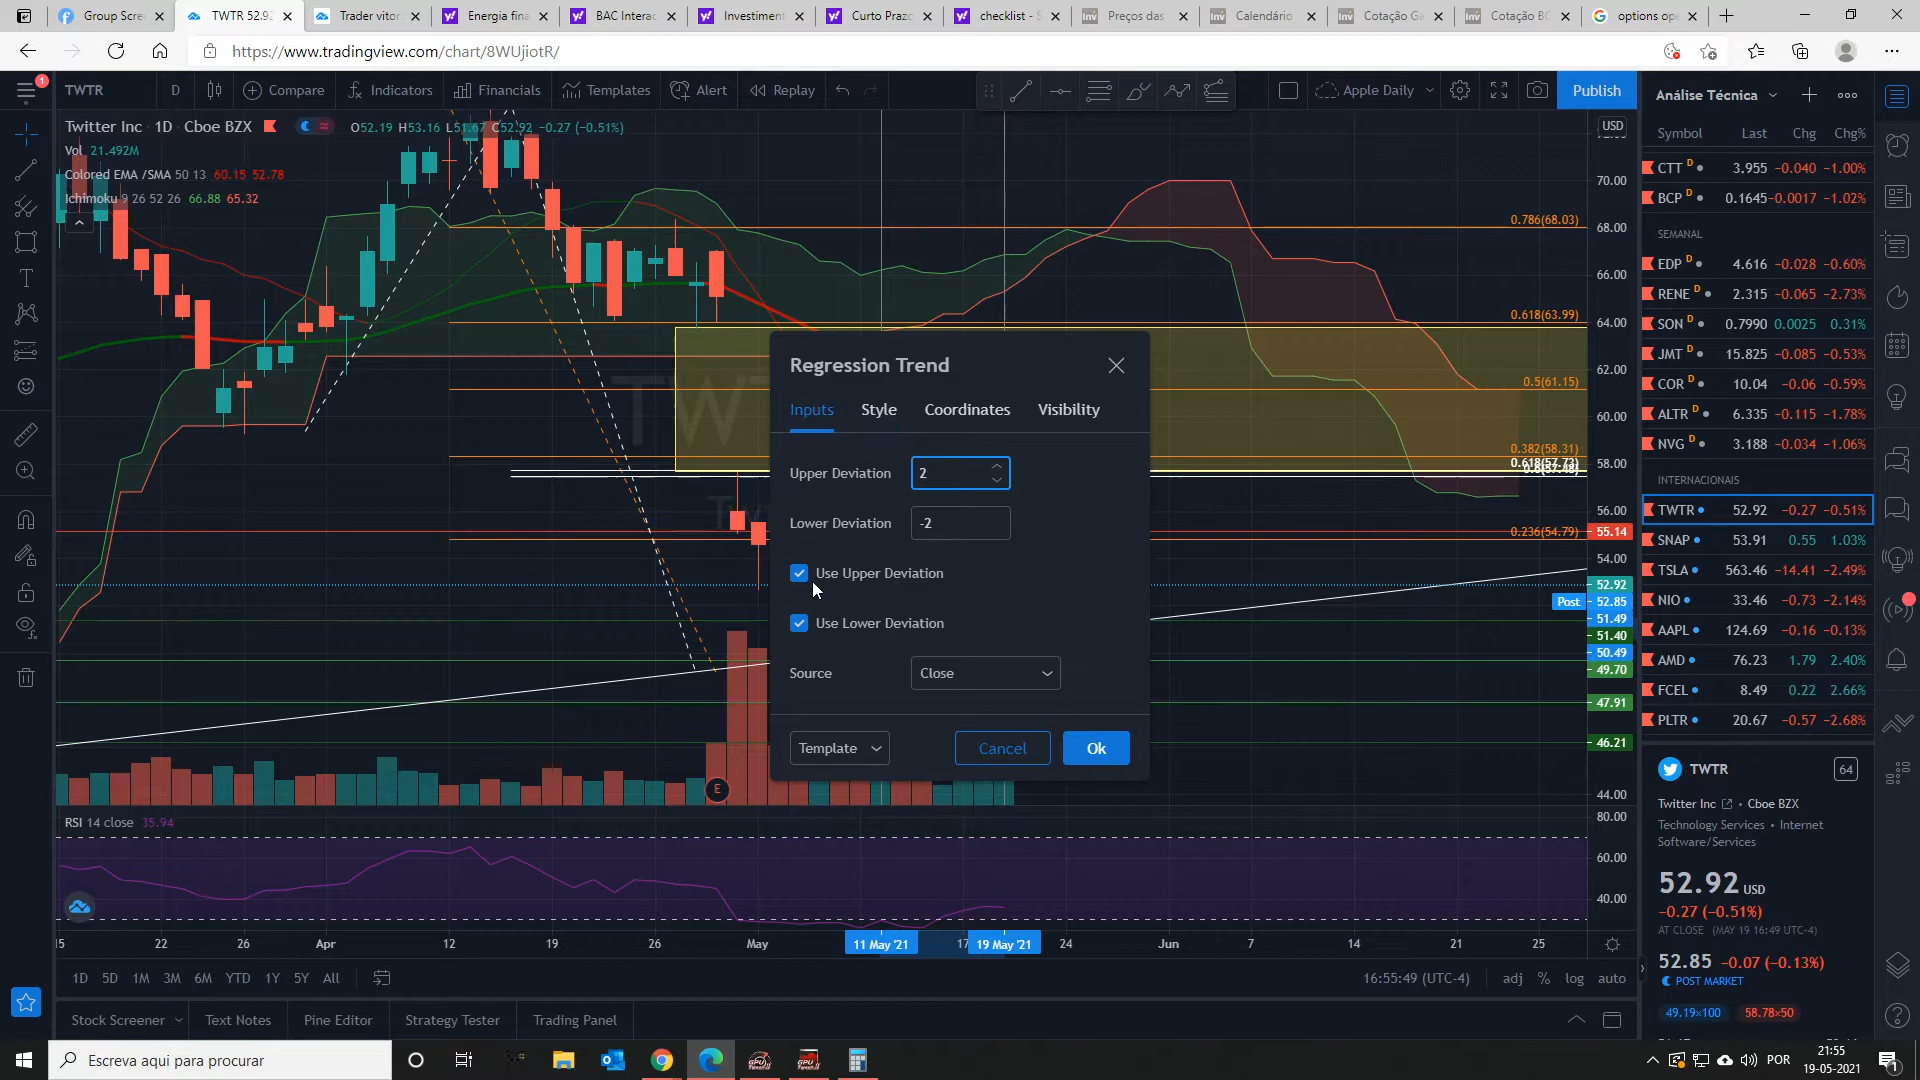 Group Scree
TWTR 52.92
Trader vitor
Energia fina
BAC Interac
Investiment
Curto Prazo
checklist - S
Preços das
Calendário
Cotação Ga
Cotação BC
options ope
https://www.tradingview.com/chart/8WUjiotR/
1
TWTR
D
Compare
Indicators
Financials
Templates
Alert
Replay
Apple Daily
Publish
Análise Técnica
Twitter Inc • 1D • Cboe BZX
O52.19 H53.16 L51.67 C52.92 −0.27 (−0.51%)
Vol 21.492M
Colored EMA /SMA 50 13 60.15 52.78
Ichimoku 9 26 52 26 66.88 65.32
USD
70.00
68.00
66.00
64.00
62.00
60.00
58.00
56.00
55.14
54.00
52.92
Post 52.85
51.49
51.40
50.49
49.70
47.91
46.21
44.00
80.00
60.00
40.00
0.786(68.03)
0.618(63.99)
0.5(61.15)
0.382(58.31)
0.618(57.73)
0.236(54.79)
Regression Trend
Inputs
Style
Coordinates
Visibility
Upper Deviation
2
Lower Deviation
-2
Use Upper Deviation
Use Lower Deviation
Source
Close
Template
Cancel
Ok
E
RSI 14 close 35.94
15
22
26
Apr
12
19
26
May
11 May '21
17
19 May '21
24
Jun
7
14
21
25
1D
5D
1M
3M
6M
YTD
1Y
5Y
All
16:55:49 (UTC-4)
adj
%
log
auto
Stock Screener
Text Notes
Pine Editor
Strategy Tester
Trading Panel
Symbol Last Chg Chg%
CTT D 3.955 −0.040 −1.00%
BCP D 0.1645 −0.0017 −1.02%
SEMANAL
EDP D 4.616 −0.028 −0.60%
RENE D 2.315 −0.065 −2.73%
SON D 0.7990 0.0025 0.31%
JMT D 15.825 −0.085 −0.53%
COR D 10.04 −0.06 −0.59%
ALTR D 6.335 −0.115 −1.78%
NVG D 3.188 −0.034 −1.06%
INTERNACIONAIS
TWTR 52.92 −0.27 −0.51%
SNAP 53.91 0.55 1.03%
TSLA 563.46 −14.41 −2.49%
NIO 33.46 −0.73 −2.14%
AAPL 124.69 −0.16 −0.13%
AMD 76.23 1.79 2.40%
FCEL 8.49 0.22 2.66%
PLTR 20.67 −0.57 −2.68%
TWTR
64
Twitter Inc • Cboe BZX
Technology Services • Internet
Software/Services
52.92 USD
−0.27 (−0.51%)
AT CLOSE (MAY 19 16:49 UTC-4)
52.85 −0.07 (−0.13%)
POST MARKET
49.19×100
58.78×50
Escreva aqui para procurar
POR
21:55
19-05-2021
1